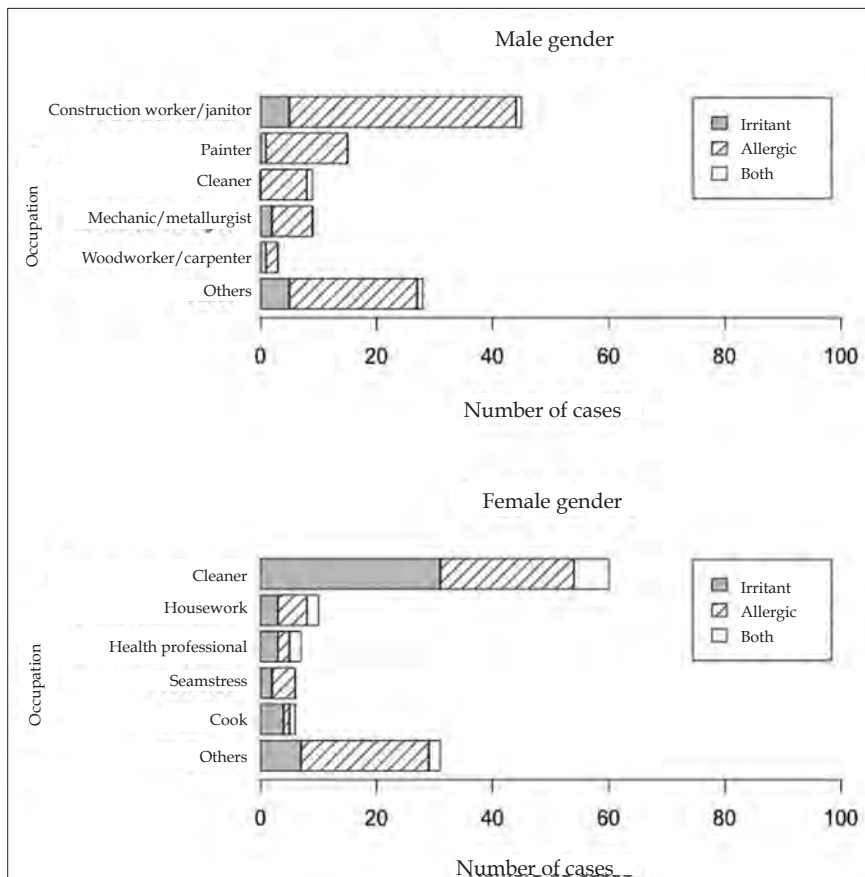 Male gender
Construction worker/janitor
Painter
Cleaner
Mechanic/metallurgist
Woodworker/carpenter
Others
Occupation
Irritant
Allergic
Both
0 20 40 60 80 100
Number of cases
Female gender
Cleaner
Housework
Health professional
Seamstress
Cook
Others
Occupation
Irritant
Allergic
Both
0 20 40 60 80 100
Number of cases